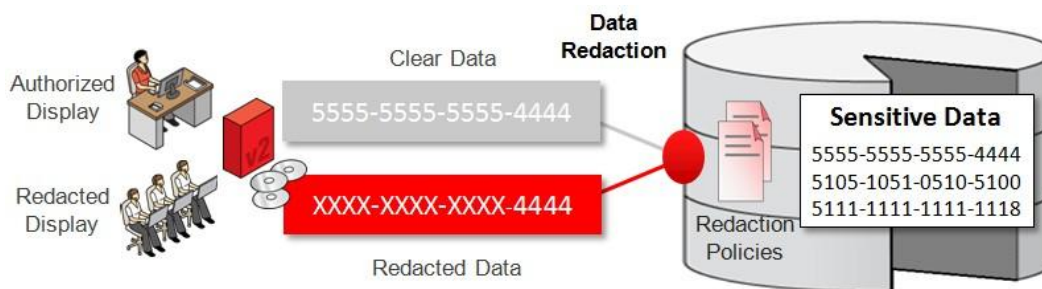 Data
Redaction
Authorized
Display
Clear Data
5555-5555-5555-4444
v2
Redacted
Display
XXXX-XXXX-XXXX-4444
Redacted Data
Redaction
Policies
Sensitive Data
5555-5555-5555-4444
5105-1051-0510-5100
5111-1111-1111-1118